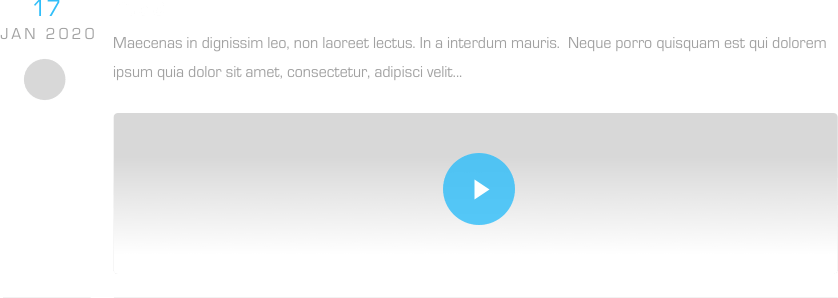 17
JAN 2020
Maecenas in dignissim leo, non laoreet lectus. In a interdum mauris.  Neque porro quisquam est qui dolorem
ipsum quia dolor sit amet, consectetur, adipisci velit...